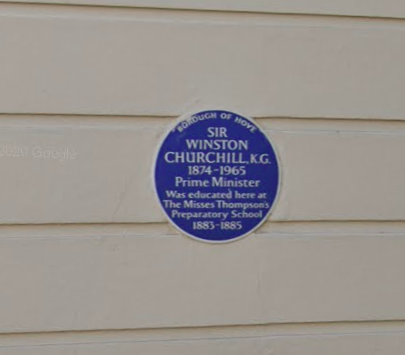 BOROUGH OF HOVE
SIR
WINSTON
CHURCHILL, K.G.
1874-1965
Prime Minister
Was educated here at
The Misses Thompson's
Preparatory School
1883-1885
Google